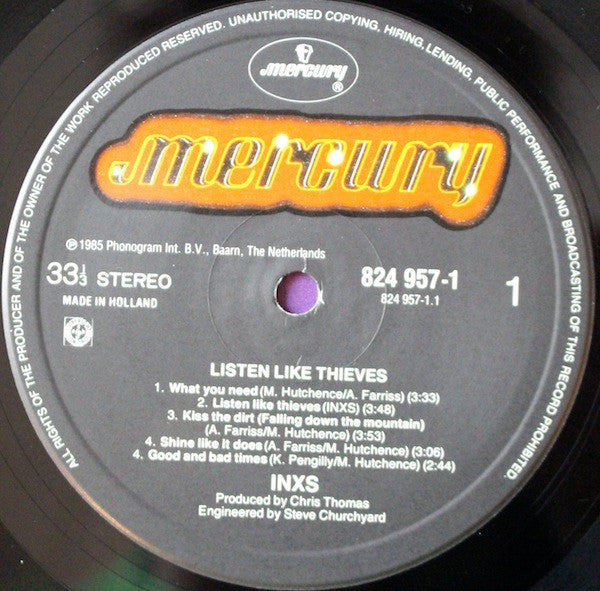 ALL RIGHTS OF THE PRODUCER AND OF THE OWNER OF THE WORK REPRODUCED RESERVED. UNAUTHORISED COPYING, HIRING, LENDING, PUBLIC PERFORMANCE AND BROADCASTING OF THIS RECORD PROHIBITED.
mercury
®
mercury
℗ 1985 Phonogram Int. B.V., Baarn, The Netherlands
33⅓ STEREO
824 957-1
1
MADE IN HOLLAND
824 957-1.1
LISTEN LIKE THIEVES
1. What you need (M. Hutchence/A. Farriss) (3:33)
2. Listen like thieves (INXS) (3:48)
3. Kiss the dirt (Falling down the mountain)
(A. Farriss/M. Hutchence) (3:53)
4. Shine like it does (A. Farriss/M. Hutchence) (3:06)
4. Good and bad times (K. Pengilly/M. Hutchence) (2:44)
INXS
Produced by Chris Thomas
Engineered by Steve Churchyard